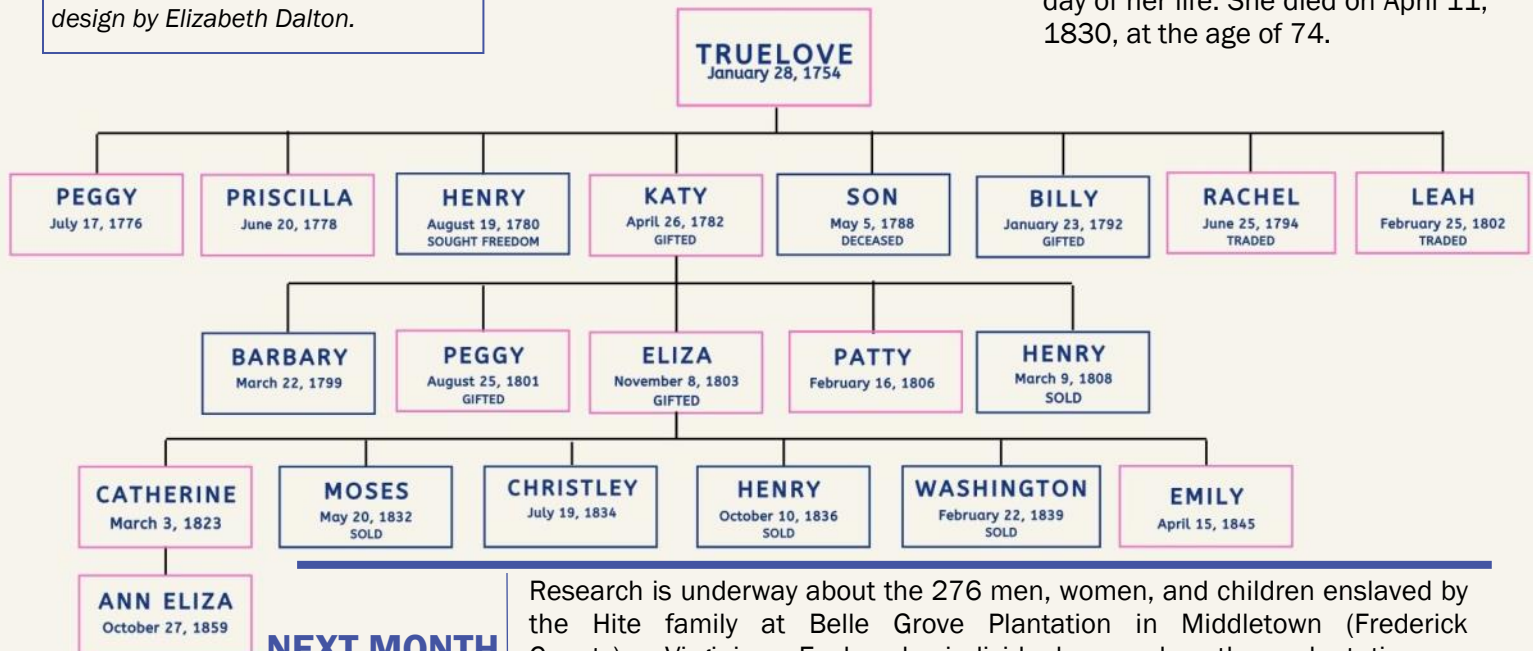 design by Elizabeth Dalton.
day of her life. She died on April 11,
1830, at the age of 74.
TRUELOVE
January 28, 1754
PEGGY
July 17, 1776
PRISCILLA
June 20, 1778
HENRY
August 19, 1780
SOUGHT FREEDOM
KATY
April 26, 1782
GIFTED
SON
May 5, 1788
DECEASED
BILLY
January 23, 1792
GIFTED
RACHEL
June 25, 1794
TRADED
LEAH
February 25, 1802
TRADED
BARBARY
March 22, 1799
PEGGY
August 25, 1801
GIFTED
ELIZA
November 8, 1803
GIFTED
PATTY
February 16, 1806
HENRY
March 9, 1808
SOLD
CATHERINE
March 3, 1823
MOSES
May 20, 1832
SOLD
CHRISTLEY
July 19, 1834
HENRY
October 10, 1836
SOLD
WASHINGTON
February 22, 1839
SOLD
EMILY
April 15, 1845
ANN ELIZA
October 27, 1859
NEXT MONTH
Research is underway about the 276 men, women, and children enslaved by
the Hite family at Belle Grove Plantation in Middletown (Frederick